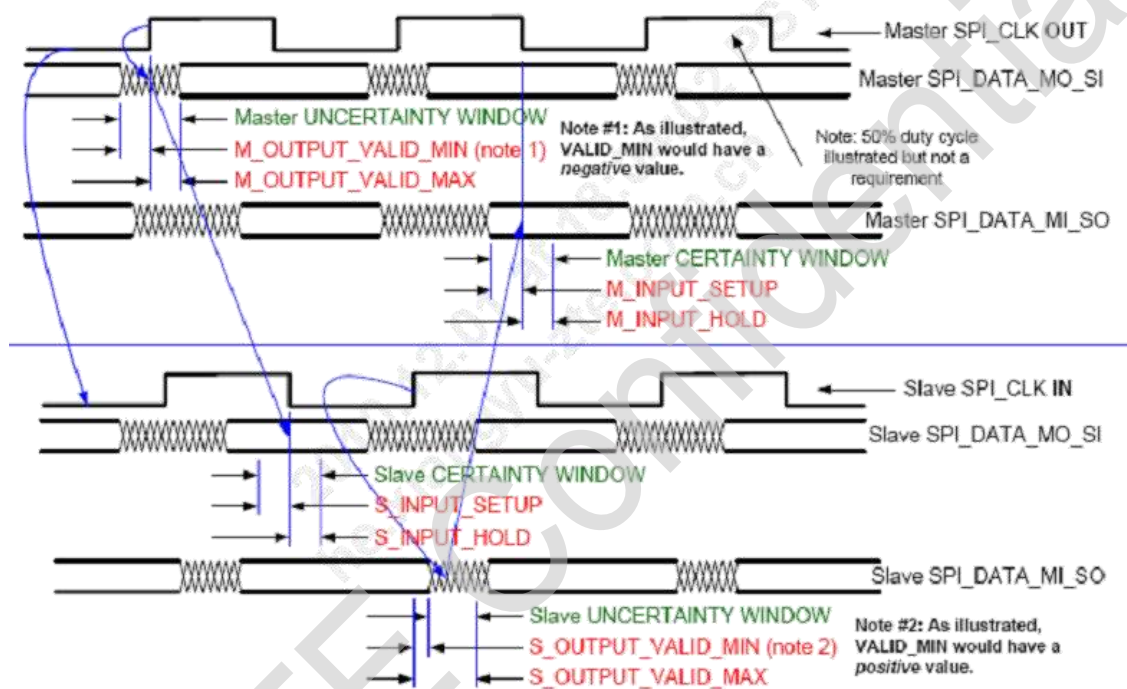 Master SPI_CLK OUT
Master SPI_DATA_MO_SI
Master UNCERTAINTY WINDOW
M_OUTPUT_VALID_MIN (note 1)
M_OUTPUT_VALID_MAX
Note #1: As illustrated,
VALID_MIN would have a
negative value.
Note: 50% duty cycle
illustrated but not a
requirement
Master SPI_DATA_MI_SO
Master CERTAINTY WINDOW
M_INPUT_SETUP
M_INPUT_HOLD
Slave SPI_CLK IN
Slave SPI_DATA_MO_SI
Slave CERTAINTY WINDOW
S_INPUT_SETUP
S_INPUT_HOLD
Slave SPI_DATA_MI_SO
Slave UNCERTAINTY WINDOW
S_OUTPUT_VALID_MIN (note 2)
S_OUTPUT_VALID_MAX
Note #2: As illustrated,
VALID_MIN would have a
positive value.